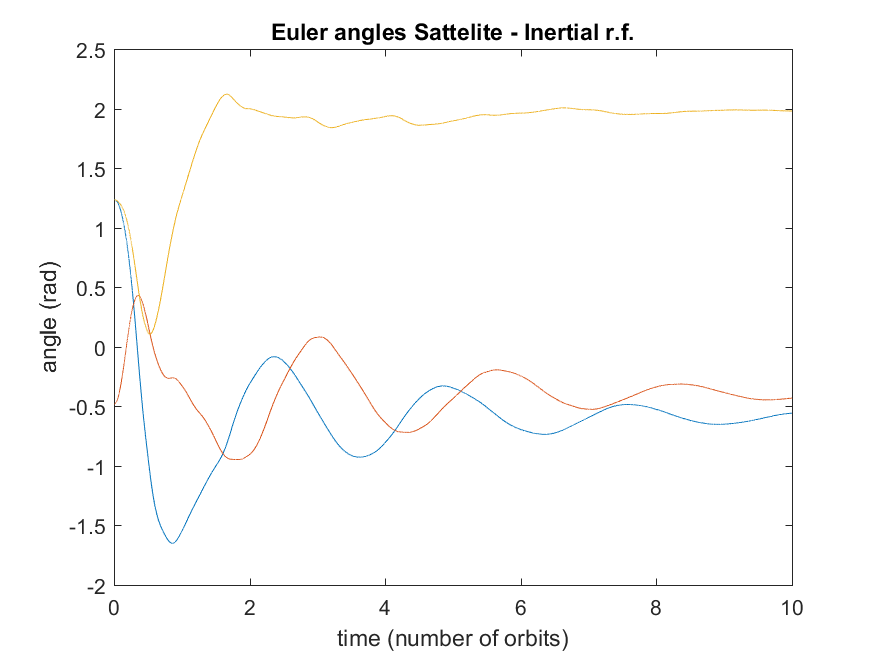 Euler angles Sattelite - Inertial r.f.
2.5
2
1.5
1
0.5
0
-0.5
-1
-1.5
-2
angle (rad)
0 2 4 6 8 10
time (number of orbits)